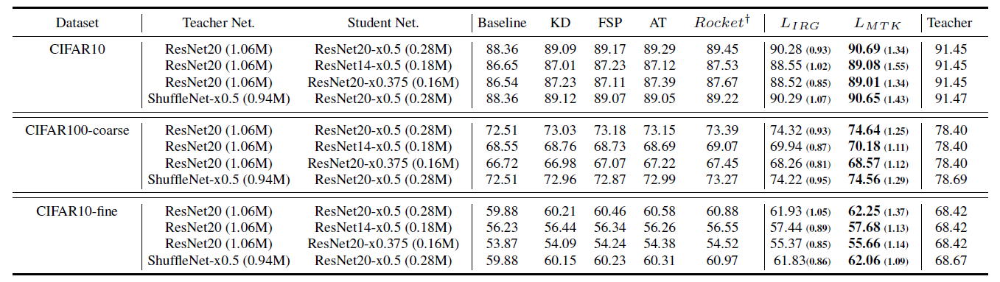 Dataset Teacher Net. Student Net. Baseline KD FSP AT Rocket† L_IRG L_MTK Teacher
CIFAR10 ResNet20 (1.06M) ResNet20-x0.5 (0.28M) 88.36 89.09 89.17 89.29 89.45 90.28 (0.93) 90.69 (1.34) 91.45
ResNet20 (1.06M) ResNet14-x0.5 (0.18M) 86.65 87.01 87.23 87.12 87.53 88.55 (1.02) 89.08 (1.55) 91.45
ResNet20 (1.06M) ResNet20-x0.375 (0.16M) 86.54 87.23 87.11 87.39 87.67 88.52 (0.85) 89.01 (1.34) 91.45
ShuffleNet-x0.5 (0.94M) ResNet20-x0.5 (0.28M) 88.36 89.12 89.07 89.05 89.22 90.29 (1.07) 90.65 (1.43) 91.47
CIFAR100-coarse ResNet20 (1.06M) ResNet20-x0.5 (0.28M) 72.51 73.03 73.18 73.15 73.39 74.32 (0.93) 74.64 (1.25) 78.40
ResNet20 (1.06M) ResNet14-x0.5 (0.18M) 68.55 68.76 68.73 68.69 69.07 69.94 (0.87) 70.18 (1.11) 78.40
ResNet20 (1.06M) ResNet20-x0.375 (0.16M) 66.72 66.98 67.07 67.22 67.45 68.26 (0.81) 68.57 (1.12) 78.40
ShuffleNet-x0.5 (0.94M) ResNet20-x0.5 (0.28M) 72.51 72.96 72.87 72.99 73.27 74.22 (0.95) 74.56 (1.29) 78.69
CIFAR10-fine ResNet20 (1.06M) ResNet20-x0.5 (0.28M) 59.88 60.21 60.46 60.58 60.88 61.93 (1.05) 62.25 (1.37) 68.42
ResNet20 (1.06M) ResNet14-x0.5 (0.18M) 56.23 56.44 56.34 56.26 56.55 57.44 (0.89) 57.68 (1.13) 68.42
ResNet20 (1.06M) ResNet20-x0.375 (0.16M) 53.87 54.09 54.24 54.38 54.52 55.37 (0.85) 55.66 (1.14) 68.42
ShuffleNet-x0.5 (0.94M) ResNet20-x0.5 (0.28M) 59.88 60.15 60.23 60.31 60.97 61.83(0.86) 62.06 (1.09) 68.67